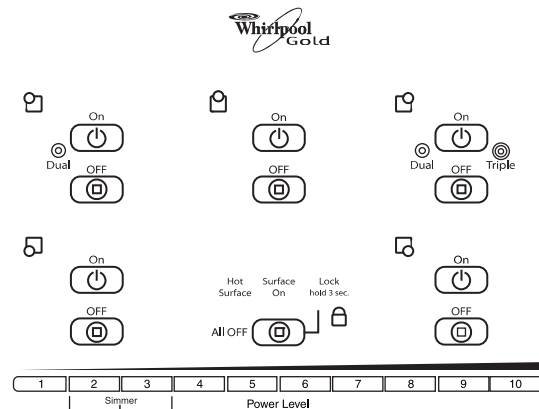 Whirlpool
Gold
On On On
Dual Dual Triple
OFF OFF OFF
On Hot Surface Lock On
Surface On hold 3 sec.
OFF OFF
All OFF
1 2 3 4 5 6 7 8 9 10
Simmer Power Level